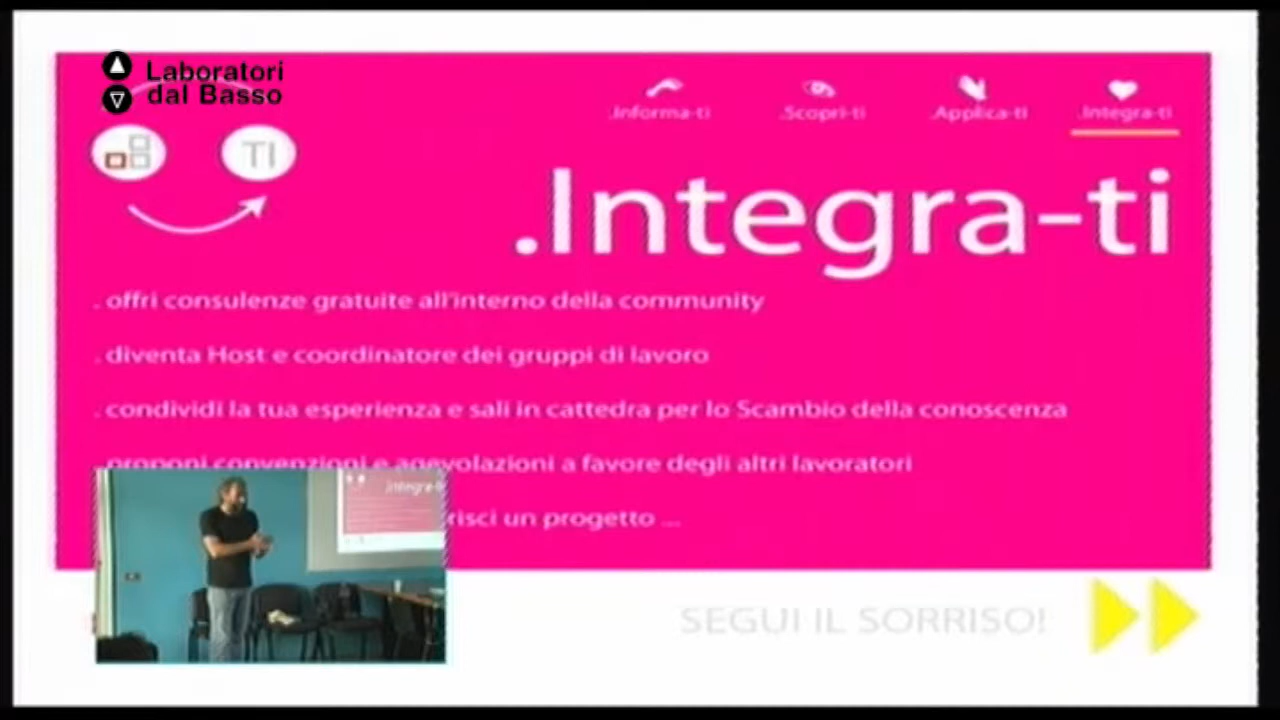 Laboratori
dal Basso
.Informa-ti
.Scopri-ti
.Applica-ti
.Integra-ti
TI
.Integra-ti
. offri consulenze gratuite all'interno della community
. diventa Host e coordinatore dei gruppi di lavoro
. condividi la tua esperienza e sali in cattedra per lo Scambio della conoscenza
. proponi convenzioni e agevolazioni a favore degli altri lavoratori
un progetto ...
.Integra-ti
SEGUI IL SORRISO!